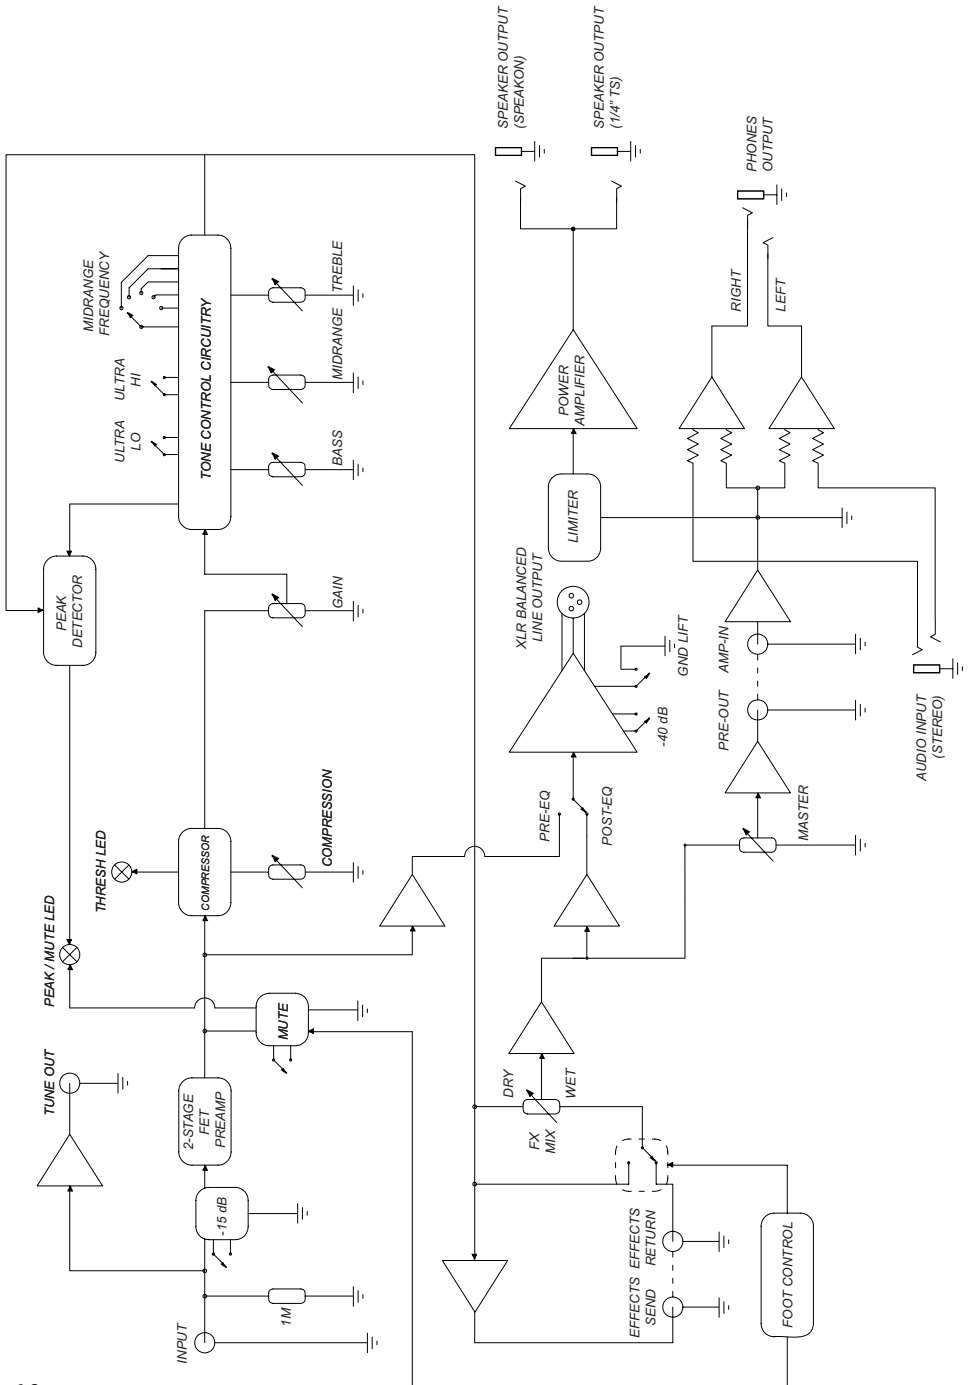 INPUT
1M
-15 dB
TUNE OUT
2-STAGE
FET
PREAMP
MUTE
PEAK / MUTE LED
THRESH LED
COMPRESSOR
COMPRESSION
PEAK
DETECTOR
GAIN
TONE CONTROL CIRCUITRY
ULTRA
LO
ULTRA
HI
MIDRANGE
FREQUENCY
BASS
MIDRANGE
TREBLE
EFFECTS
SEND
EFFECTS
RETURN
FOOT CONTROL
FX
MIX
DRY
WET
PRE-EQ
POST-EQ
-40 dB
GND LIFT
XLR BALANCED
LINE OUTPUT
LIMITER
POWER
AMPLIFIER
SPEAKER OUTPUT
(SPEAKON)
SPEAKER OUTPUT
(1/4" TS)
MASTER
PRE-OUT
AMP-IN
AUDIO INPUT
(STEREO)
RIGHT
LEFT
PHONES
OUTPUT